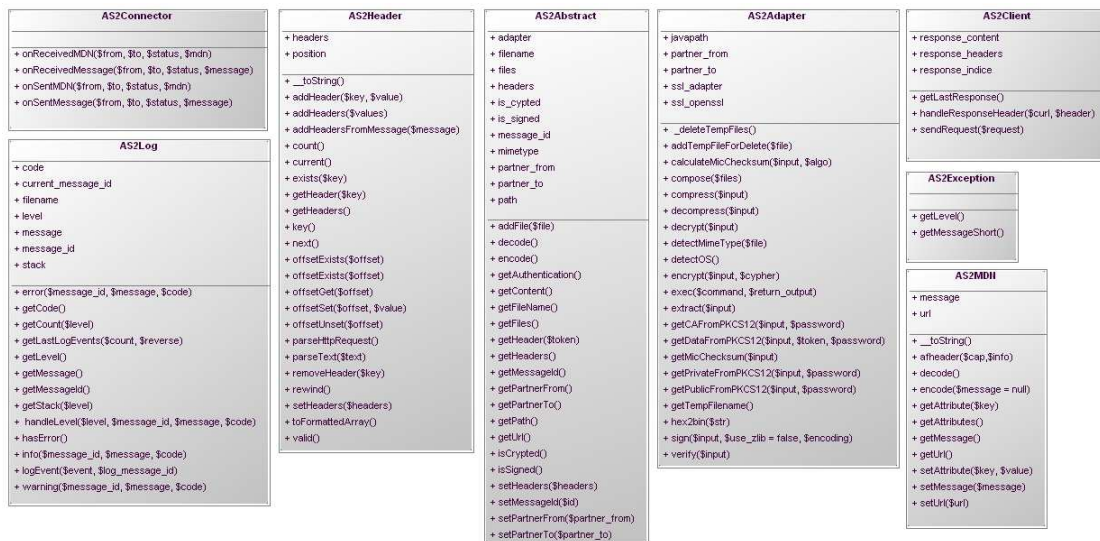 AS2Connector
+ onReceivedMDN($from, $to, $status, $mdn)
+ onReceivedMessage($from, $to, $status, $message)
+ onSentMDN($from, $to, $status, $mdn)
+ onSentMessage($from, $to, $status, $message)
AS2Log
+ code
+ current_message_id
+ filename
+ level
+ message
+ message_id
+ stack
+ error($message_id, $message, $code)
+ getCode()
+ getCount($level)
+ getLastLogEvents($count, $reverse)
+ getLevel()
+ getMessage()
+ getMessageId()
+ getStack($level)
+ handleLevel($level, $message_id, $message, $code)
+ hasError()
+ info($message_id, $message, $code)
+ logEvent($event, $log_message_id)
+ warning($message_id, $message, $code)
AS2Header
+ headers
+ position
+ __toString()
+ addHeader($key, $value)
+ addHeaders($values)
+ addHeadersFromMessage($message)
+ count()
+ current()
+ exists($key)
+ getHeader($key)
+ getHeaders()
+ key()
+ next()
+ offsetExists($offset)
+ offsetExists($offset)
+ offsetGet($offset)
+ offsetSet($offset, $value)
+ offsetUnset($offset)
+ parseHttpRequest()
+ parseText($text)
+ removeHeader($key)
+ rewind()
+ setHeaders($headers)
+ toFormattedArray()
+ valid()
AS2Abstract
+ adapter
+ filename
+ files
+ headers
+ is_cypted
+ is_signed
+ message_id
+ mimetype
+ partner_from
+ partner_to
+ path
+ addFile($file)
+ decode()
+ encode()
+ getAuthentication()
+ getContent()
+ getFileName()
+ getFiles()
+ getHeader($token)
+ getHeaders()
+ getMessageId()
+ getPartnerFrom()
+ getPartnerTo()
+ getPath()
+ getUrl()
+ isCrypted()
+ isSigned()
+ setHeaders($headers)
+ setMessageId($id)
+ setPartnerFrom($partner_from)
+ setPartnerTo($partner_to)
AS2Adapter
+ javapath
+ partner_from
+ partner_to
+ ssl_adapter
+ ssl_openssl
+ _deleteTempFiles()
+ addTempFileForDelete($file)
+ calculateMicChecksum($input, $algo)
+ compose($files)
+ compress($input)
+ decompress($input)
+ decrypt($input)
+ detectMimeType($file)
+ detectOS()
+ encrypt($input, $cypher)
+ exec($command, $return_output)
+ extract($input)
+ getCAFromPKCS12($input, $password)
+ getDataFromPKCS12($input, $token, $password)
+ getMicChecksum($input)
+ getPrivateFromPKCS12($input, $password)
+ getPublicFromPKCS12($input, $password)
+ getTempFilename()
+ hex2bin($str)
+ sign($input, $use_zlib = false, $encoding)
+ verify($input)
AS2Client
+ response_content
+ response_headers
+ response_indice
+ getLastResponse()
+ handleResponseHeader($curl, $header)
+ sendRequest($request)
AS2Exception
+ getLevel()
+ getMessageShort()
AS2MDN
+ message
+ url
+ __toString()
+ afheader($cap,$info)
+ decode()
+ encode($message = null)
+ getAttribute($key)
+ getAttributes()
+ getMessage()
+ getUrl()
+ setAttribute($key, $value)
+ setMessage($message)
+ setUrl($url)